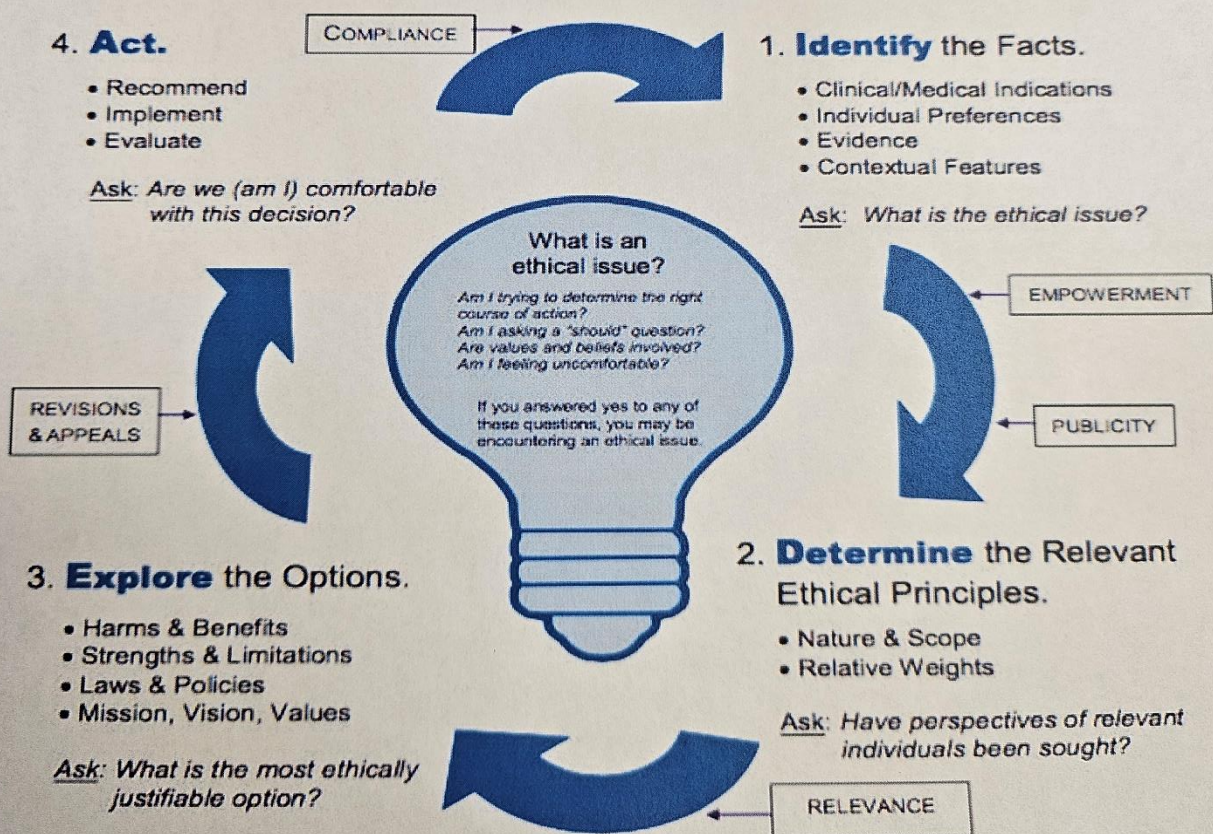 4. Act.
• Recommend
• Implement
• Evaluate
Ask: Are we (am I) comfortable
with this decision?
COMPLIANCE
1. Identify the Facts.
• Clinical/Medical Indications
• Individual Preferences
• Evidence
• Contextual Features
Ask: What is the ethical issue?
What is an
ethical issue?
Am I trying to determine the right
course of action?
Am I asking a "should" question?
Are values and beliefs involved?
Am I feeling uncomfortable?
If you answered yes to any of
these questions, you may be
encountering an ethical issue.
EMPOWERMENT
PUBLICITY
REVISIONS
& APPEALS
2. Determine the Relevant
Ethical Principles.
• Nature & Scope
• Relative Weights
Ask: Have perspectives of relevant
individuals been sought?
3. Explore the Options.
• Harms & Benefits
• Strengths & Limitations
• Laws & Policies
• Mission, Vision, Values
Ask: What is the most ethically
justifiable option?
RELEVANCE